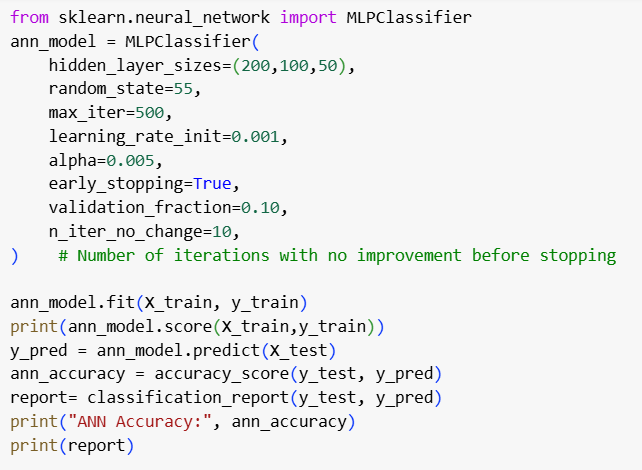 from sklearn.neural_network import MLPClassifier
ann_model = MLPClassifier(
    hidden_layer_sizes=(200,100,50),
    random_state=55,
    max_iter=500,
    learning_rate_init=0.001,
    alpha=0.005,
    early_stopping=True,
    validation_fraction=0.10,
    n_iter_no_change=10,
)    # Number of iterations with no improvement before stopping

ann_model.fit(X_train, y_train)
print(ann_model.score(X_train,y_train))
y_pred = ann_model.predict(X_test)
ann_accuracy = accuracy_score(y_test, y_pred)
report= classification_report(y_test, y_pred)
print("ANN Accuracy:", ann_accuracy)
print(report)